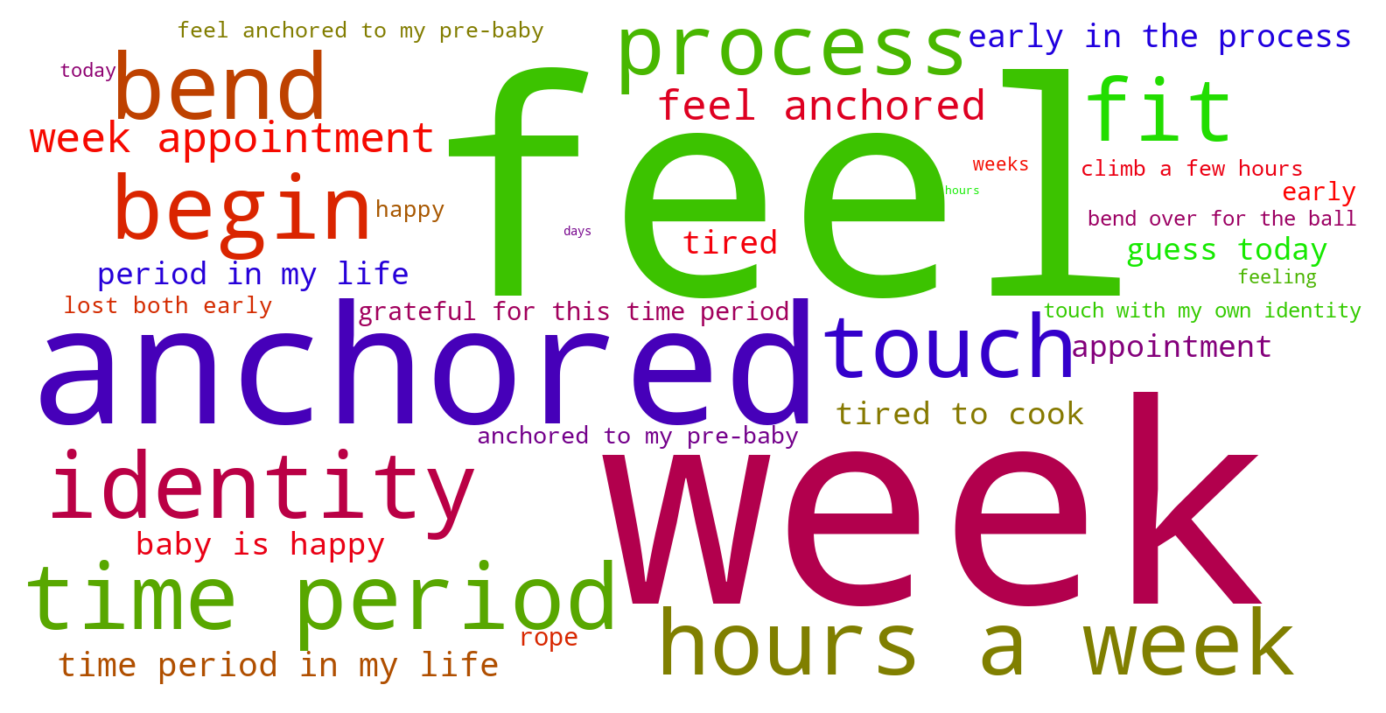 feel anchored to my pre-baby
process
early in the process
today
bend
feel
feel anchored
fit
week appointment
weeks
climb a few hours
begin
happy
hours
early
days
tired
bend over for the ball
guess today
period in my life
feeling
lost both early
grateful for this time period
touch with my own identity
anchored
touch
appointment
tired to cook
anchored to my pre-baby
identity
week
baby is happy
time period
rope
hours a week
time period in my life